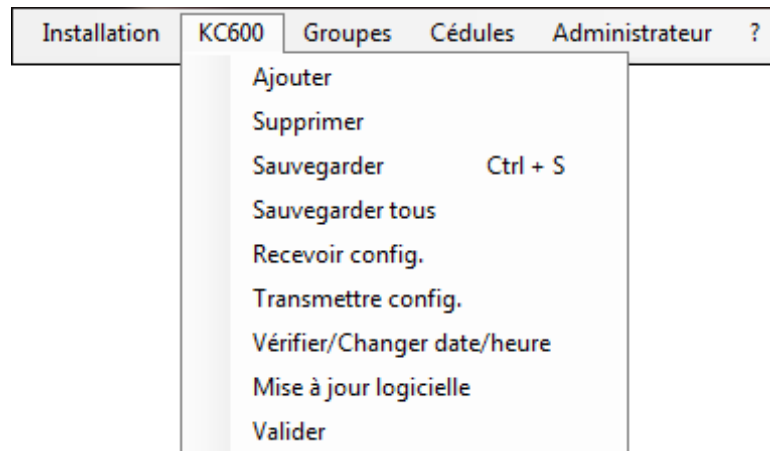 Installation KC600 Groupes Cédules Administrateur ?
Ajouter
Supprimer
Sauvegarder Ctrl + S
Sauvegarder tous
Recevoir config.
Transmettre config.
Vérifier/Changer date/heure
Mise à jour logicielle
Valider